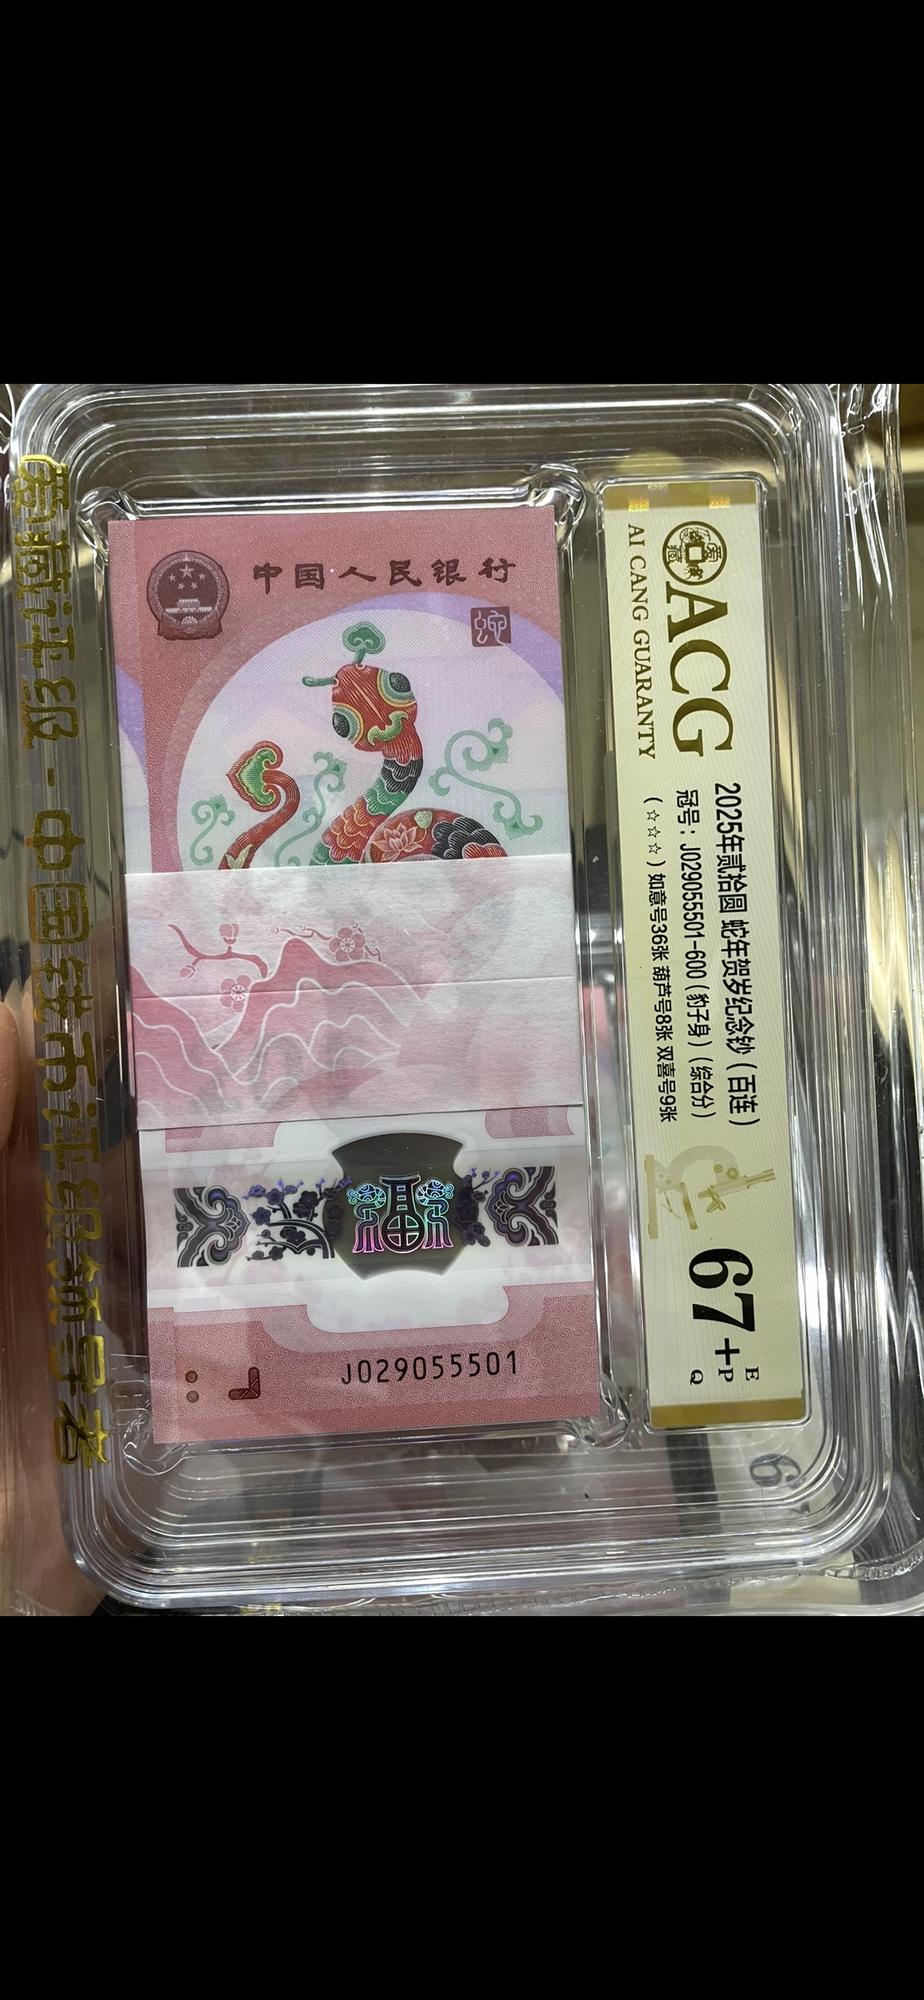 爱藏评级-中国钱币评级领导者
中国人民银行
蛇
福
J029055501
爱藏
ACG
AI CANG GUARANTY
2025年贰拾圆 蛇年贺岁纪念钞（百连）
冠号：J029055501-600（豹子身）（综合分）
（☆☆☆）如意号36张 葫芦号8张 双喜号9张
67+
E
P
Q